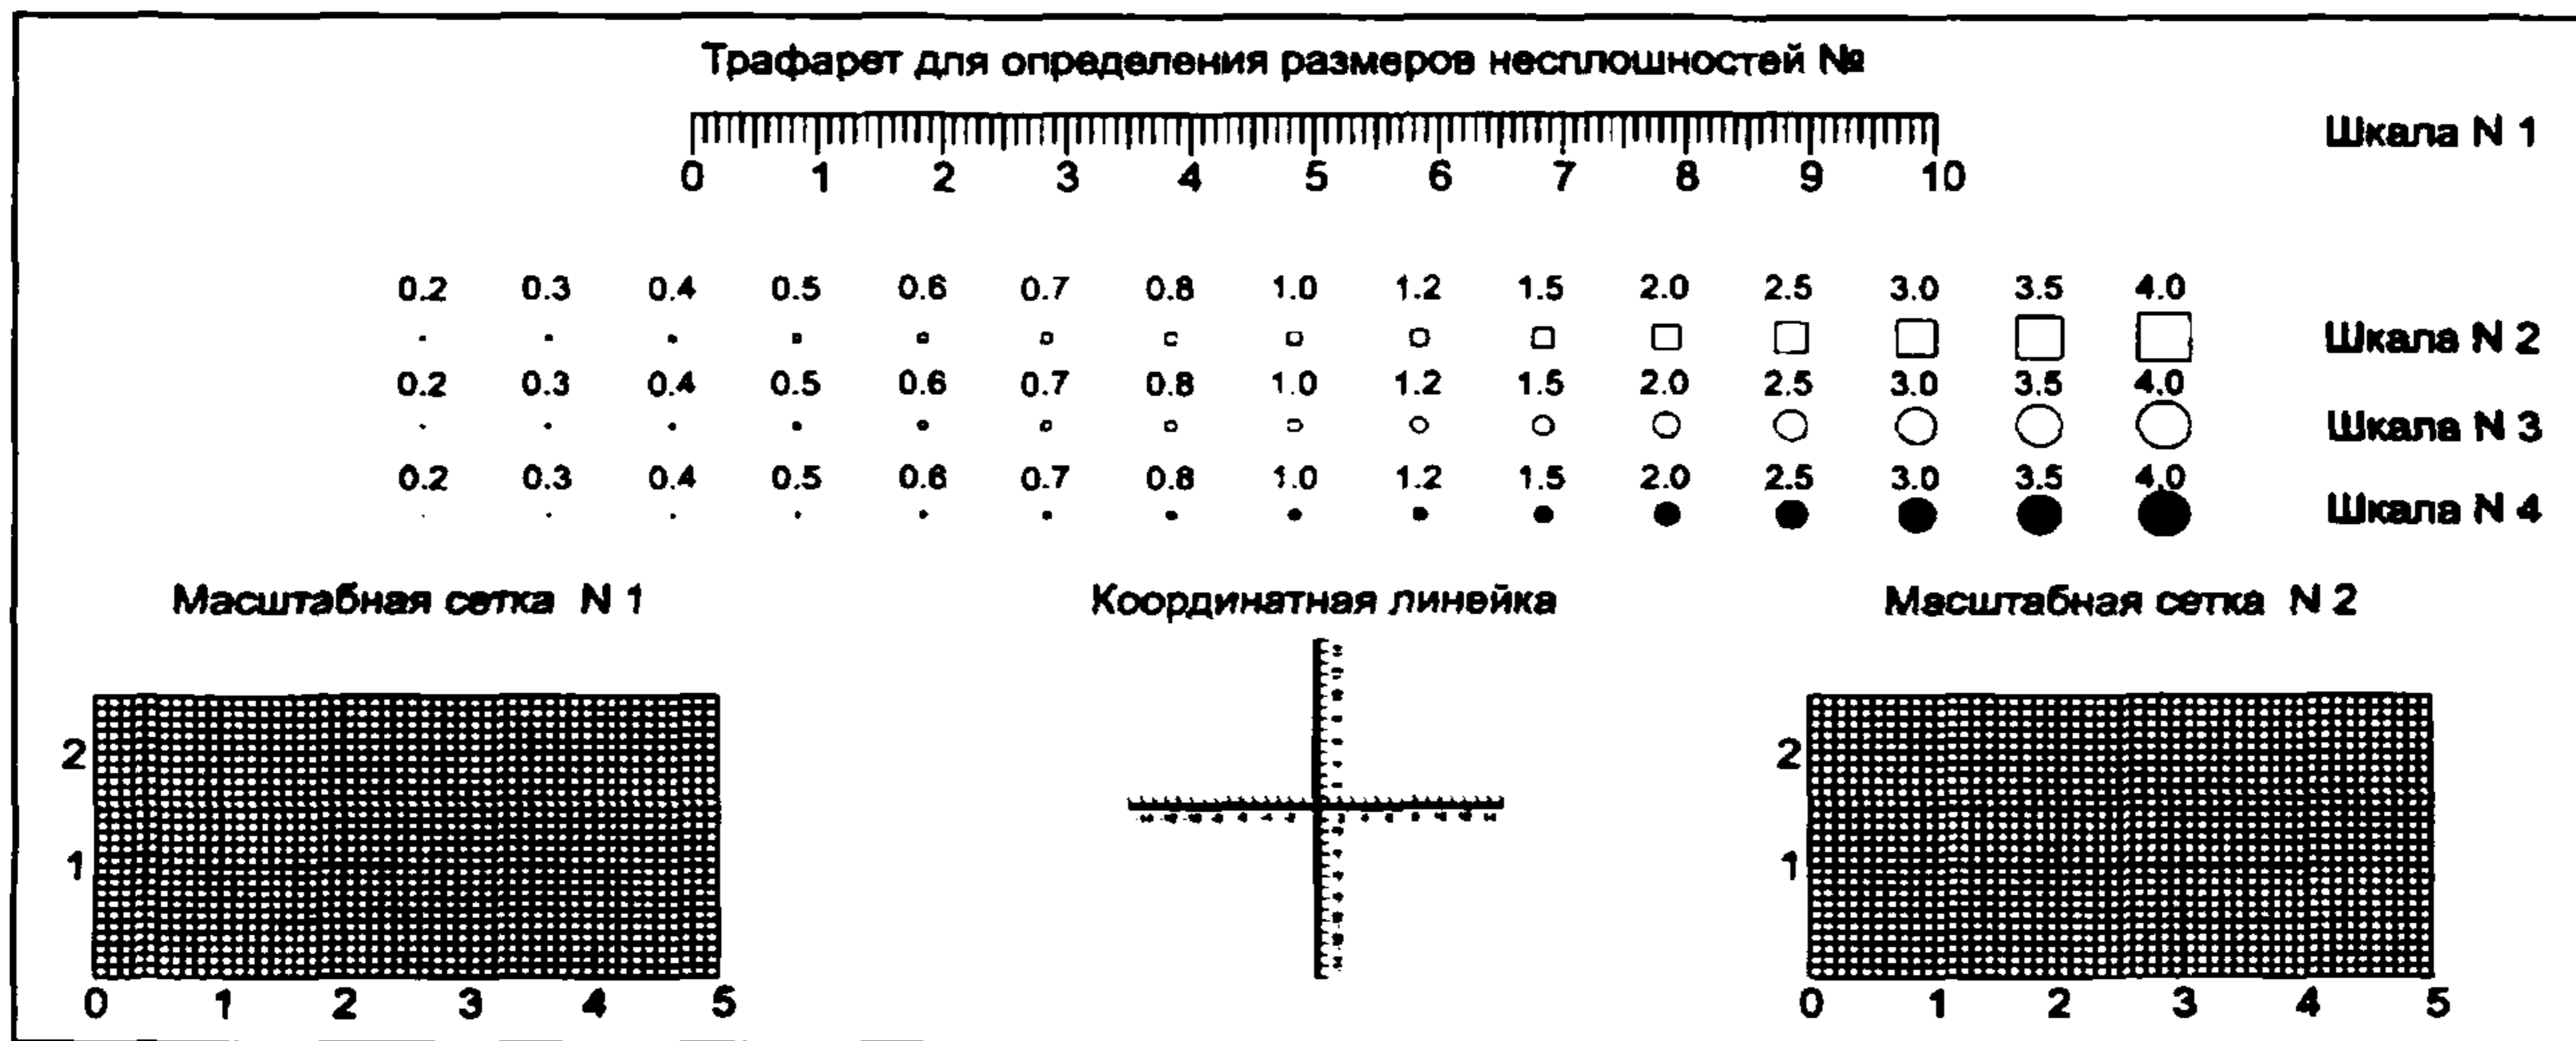 Трафарет для определения размеров несплошностей №
Шкала N 1
0 1 2 3 4 5 6 7 8 9 10
0.2 0.3 0.4 0.5 0.6 0.7 0.8 1.0 1.2 1.5 2.0 2.5 3.0 3.5 4.0
Шкала N 2
0.2 0.3 0.4 0.5 0.6 0.7 0.8 1.0 1.2 1.5 2.0 2.5 3.0 3.5 4.0
Шкала N 3
0.2 0.3 0.4 0.5 0.6 0.7 0.8 1.0 1.2 1.5 2.0 2.5 3.0 3.5 4.0
Шкала N 4
Масштабная сетка N 1
2
1
0 1 2 3 4 5
Координатная линейка
Масштабная сетка N 2
2
1
0 1 2 3 4 5